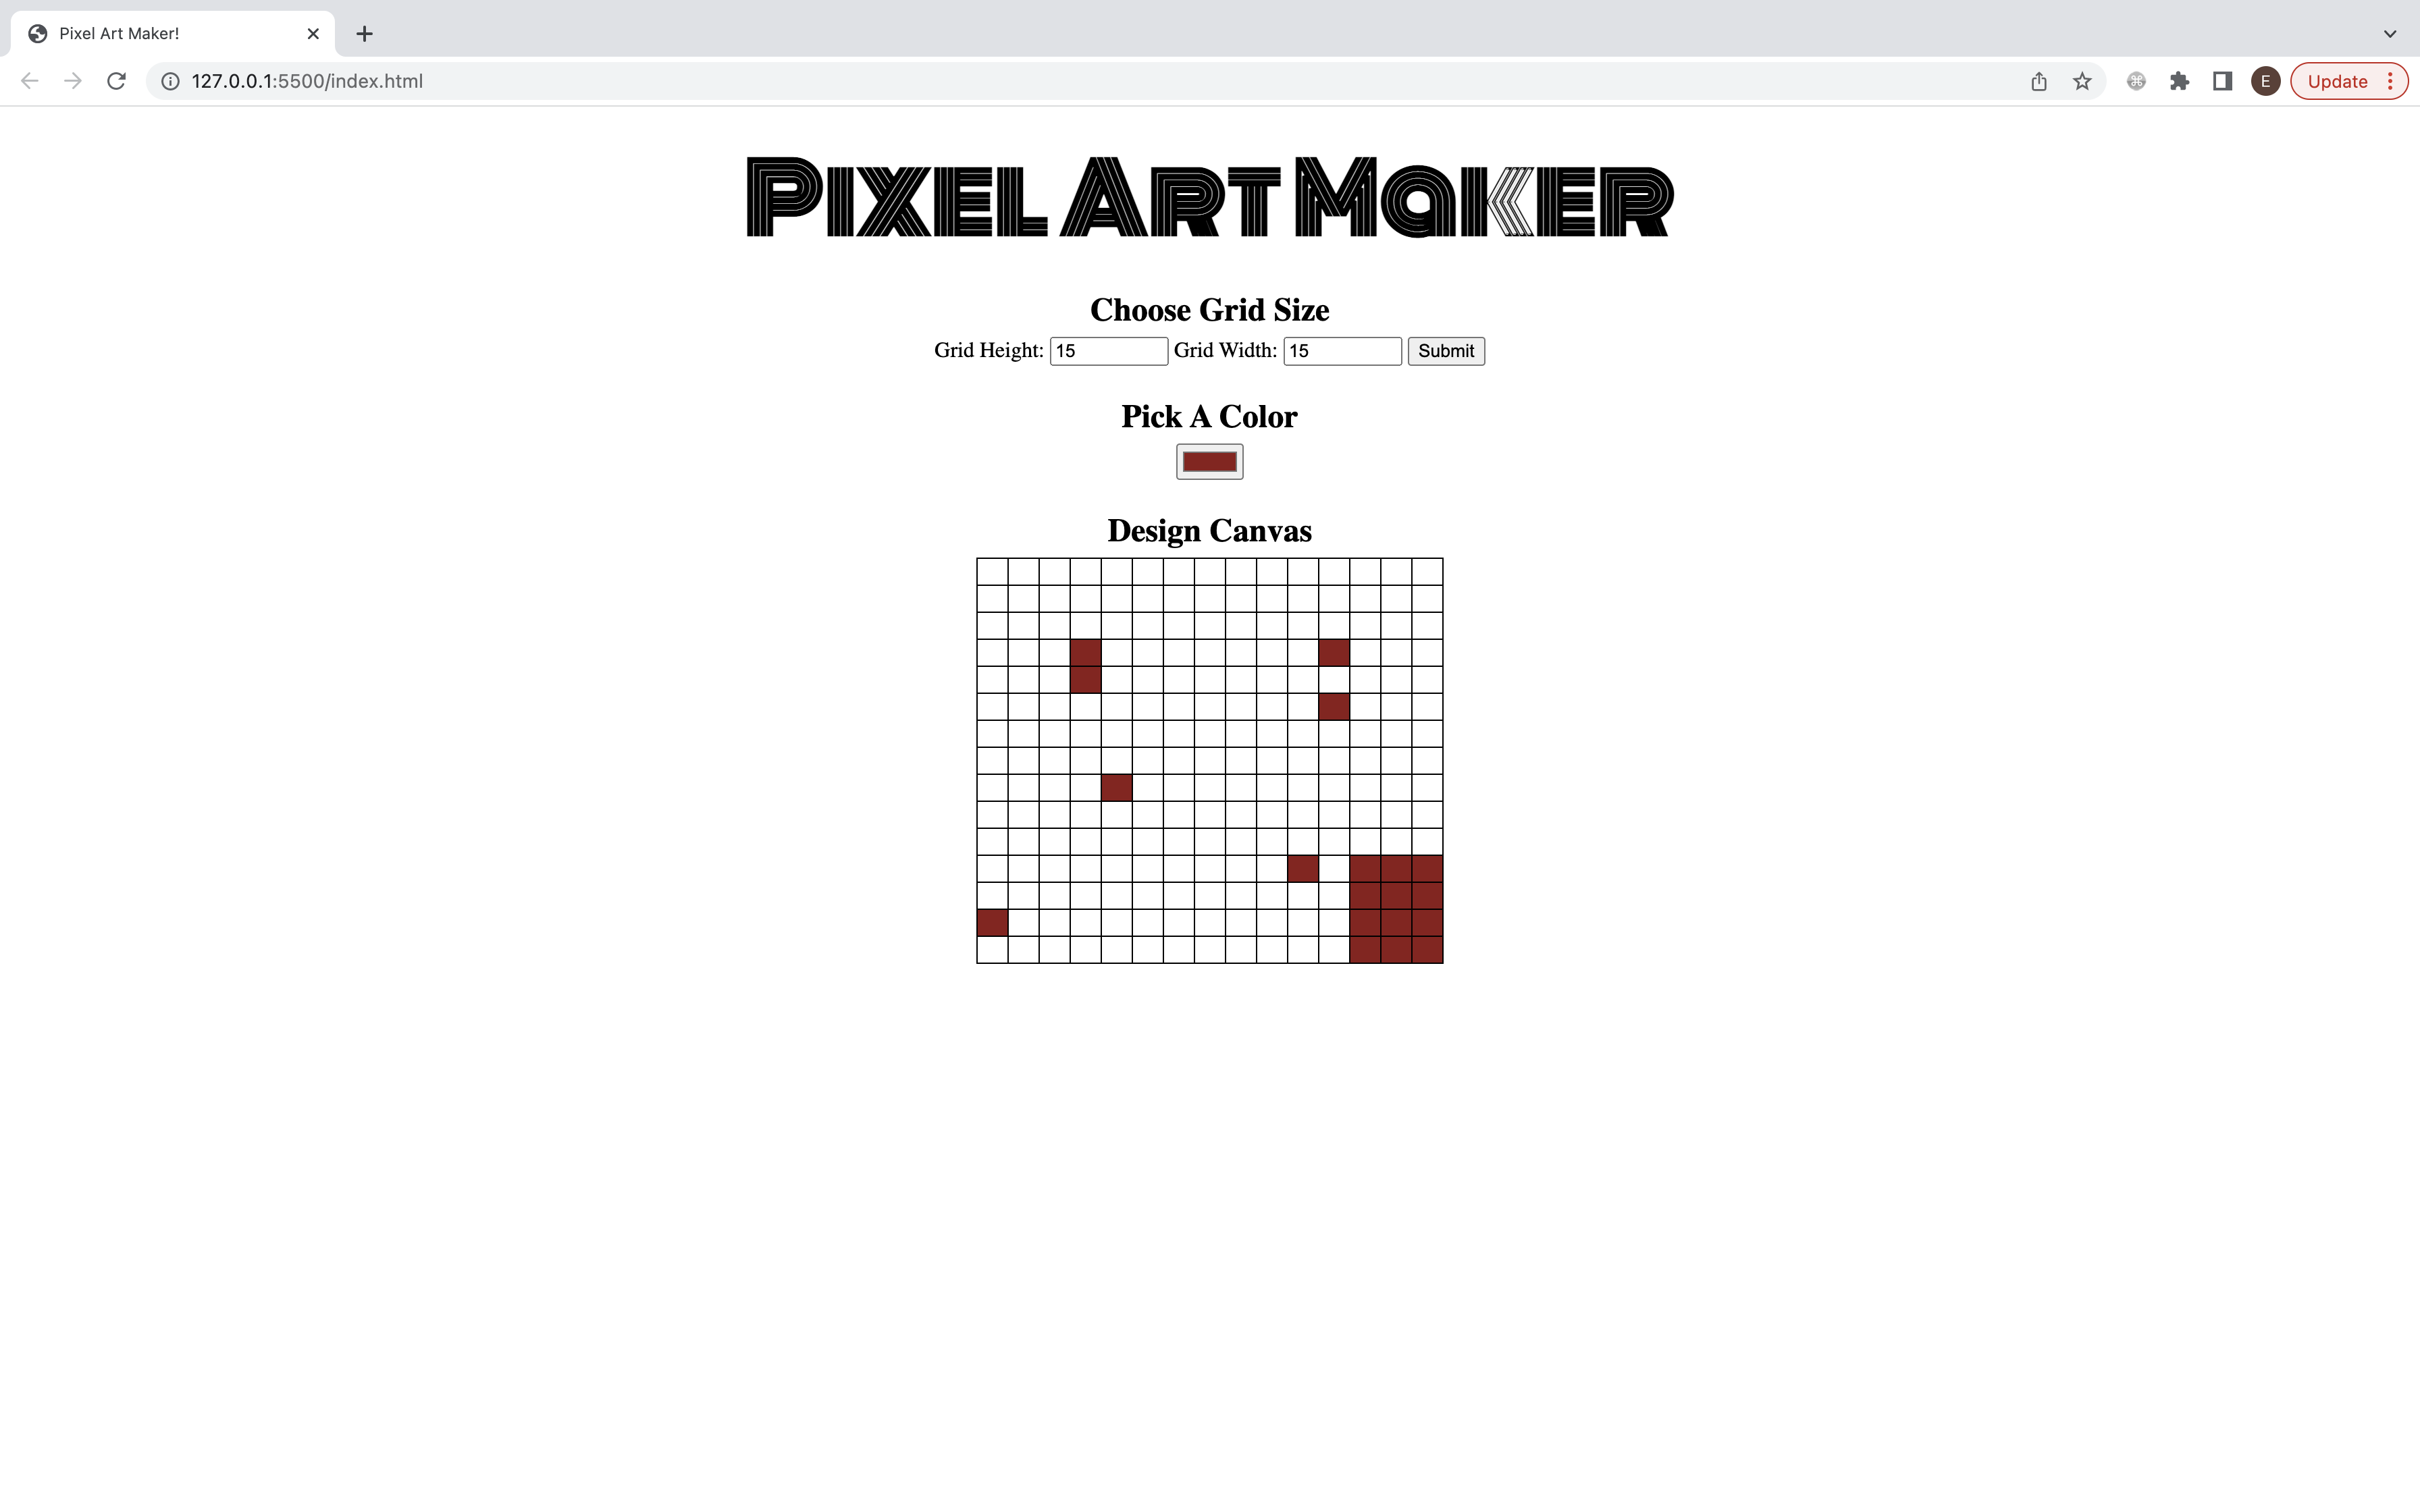 Pixel Art Maker!
127.0.0.1:5500/index.html
E
Update
Pixel Art Maker
Choose Grid Size
Grid Height: 15 Grid Width: 15 Submit
Pick A Color
Design Canvas